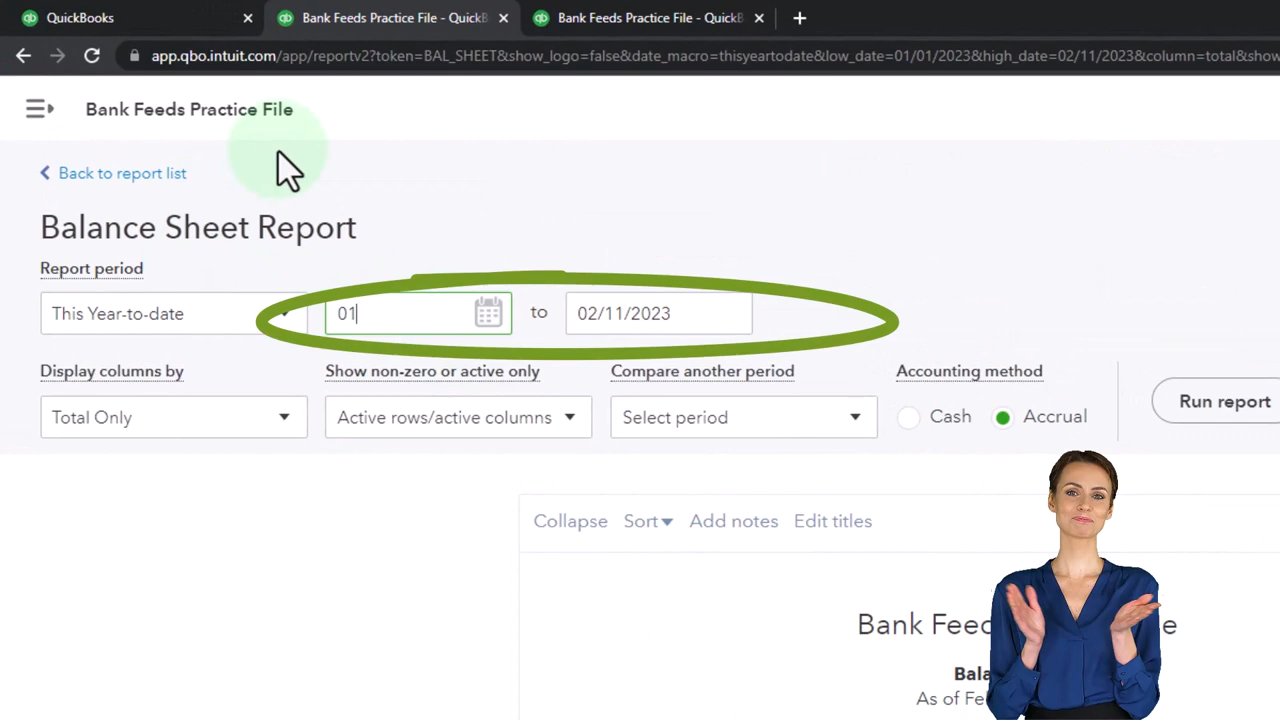 QuickBooks
Bank Feeds Practice File - QuickB
Bank Feeds Practice File - QuickB
app.qbo.intuit.com/app/reportv2?token=BAL_SHEET&show_logo=false&date_macro=thisyeartodate&low_date=01/01/2023&high_date=02/11/2023&column=total&show
Bank Feeds Practice File
Back to report list
Balance Sheet Report
Report period
This Year-to-date 01 to 02/11/2023
Display columns by Show non-zero or active only Compare another period Accounting method
Total Only Active rows/active columns Select period Cash Accrual Run report
Collapse Sort Add notes Edit titles
Bank Feed e
Bala
As of Fe